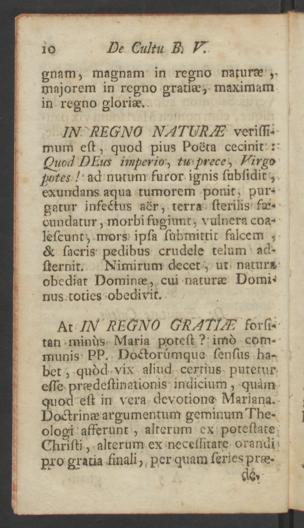 10 De Cultu B. V.
gnam, magnam in regno naturæ,
majorem in regno gratiæ, maximam
in regno gloriæ.
IN REGNO NATURÆ verissi-
mum est, quod pius Poëta cecinit:
Quod DEus imperio, tu prece, Virgo
potes! ad nutum furor ignis subsidit,
exundans aqua tumorem ponit, pur-
gatur infectus aër, terra sterilis fæ-
cundatur, morbi fugiunt, vulnera coa-
lescunt, mors ipsa submittit falcem,
& sacris pedibus crudele telum ad-
sternit. Nimirum decet, ut natura
obediat Dominæ, cui naturæ Domi-
nus toties obedivit.
At IN REGNO GRATIÆ forsi-
tan minùs Maria potest? imò com-
munis PP. Doctorúmque sensus ha-
bet, quòd vix aliud certius putetur
esse prædestinationis indicium, quàm
quod est in vera devotione Mariana.
Doctrinæ argumentum geminum The-
ologi afferunt, alterum ex potestate
Christi, alterum ex necessitate orandi
pro gratia finali, per quam series præ-
de-